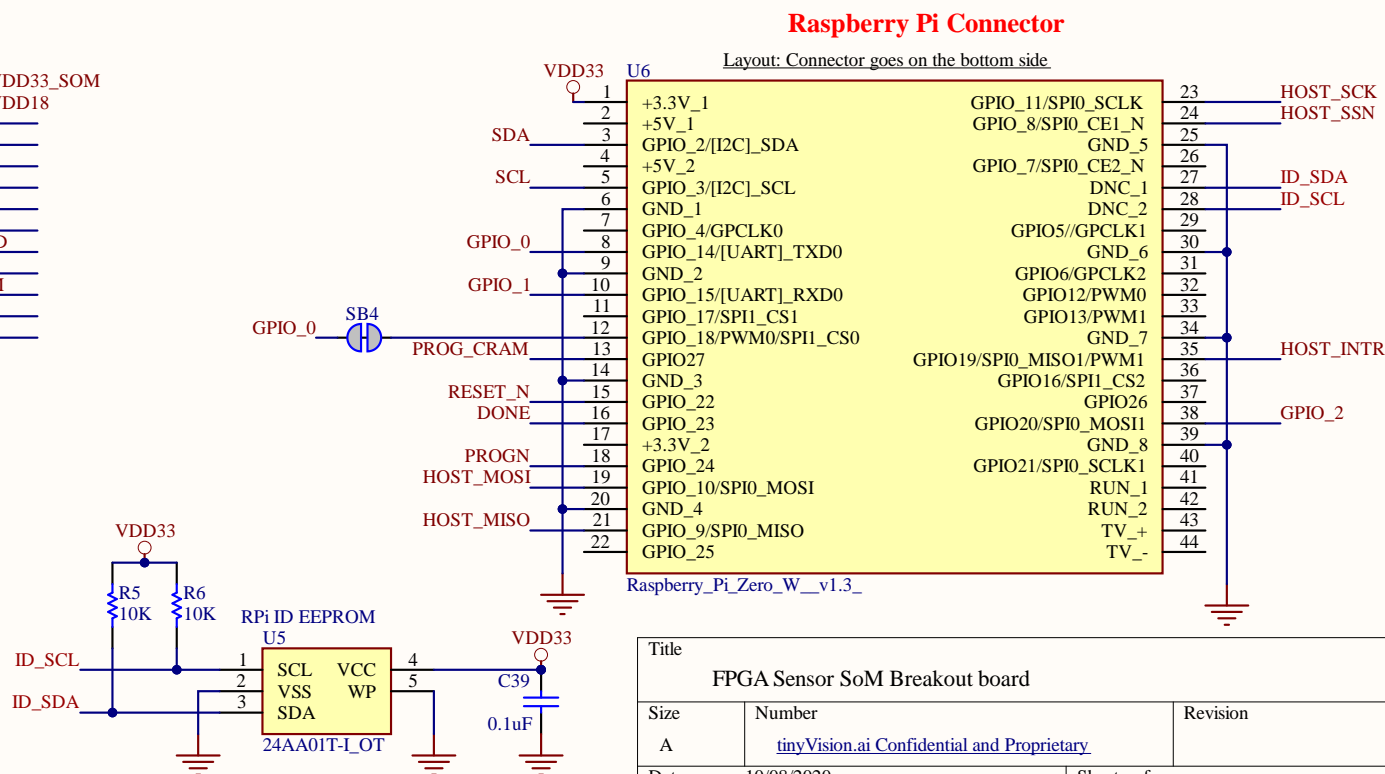 Raspberry Pi Connector
Layout: Connector goes on the bottom side
VDD33
U6
DD33_SOM
DD18
SDA
SCL
GPIO_0
GPIO_1
GPIO_0
SB4
PROG_CRAM
RESET_N
DONE
PROGN
HOST_MOSI
HOST_MISO
1 +3.3V_1
2 +5V_1
3 GPIO_2/[I2C]_SDA
4 +5V_2
5 GPIO_3/[I2C]_SCL
6 GND_1
7 GPIO_4/GPCLK0
8 GPIO_14/[UART]_TXD0
9 GND_2
10 GPIO_15/[UART]_RXD0
11 GPIO_17/SPI1_CS1
12 GPIO_18/PWM0/SPI1_CS0
13 GPIO27
14 GND_3
15 GPIO_22
16 GPIO_23
17 +3.3V_2
18 GPIO_24
19 GPIO_10/SPI0_MOSI
20 GND_4
21 GPIO_9/SPI0_MISO
22 GPIO_25
GPIO_11/SPI0_SCLK 23 HOST_SCK
GPIO_8/SPI0_CE1_N 24 HOST_SSN
GND_5 25
GPIO_7/SPI0_CE2_N 26
DNC_1 27 ID_SDA
DNC_2 28 ID_SCL
GPIO5//GPCLK1 29
GND_6 30
GPIO6/GPCLK2 31
GPIO12/PWM0 32
GPIO13/PWM1 33
GND_7 34
GPIO19/SPI0_MISO1/PWM1 35 HOST_INTR
GPIO16/SPI1_CS2 36
GPIO26 37
GPIO20/SPI0_MOSI1 38 GPIO_2
GND_8 39
GPIO21/SPI0_SCLK1 40
RUN_1 41
RUN_2 42
TV_+ 43
TV_- 44
Raspberry_Pi_Zero_W__v1.3_
VDD33
R5
10K
R6
10K
RPi ID EEPROM
U5
ID_SCL
ID_SDA
1 SCL VCC 4
2 VSS WP 5
3 SDA
24AA01T-I_OT
VDD33
C39
0.1uF
Title
FPGA Sensor SoM Breakout board
Size Number Revision
A tinyVision.ai Confidential and Proprietary
10/08/2020